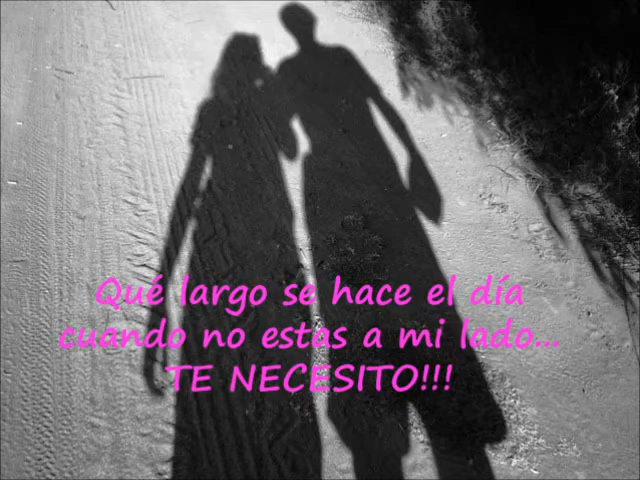 Qué largo se hace el día
cuando no estas a mi lado...
TE NECESITO!!!